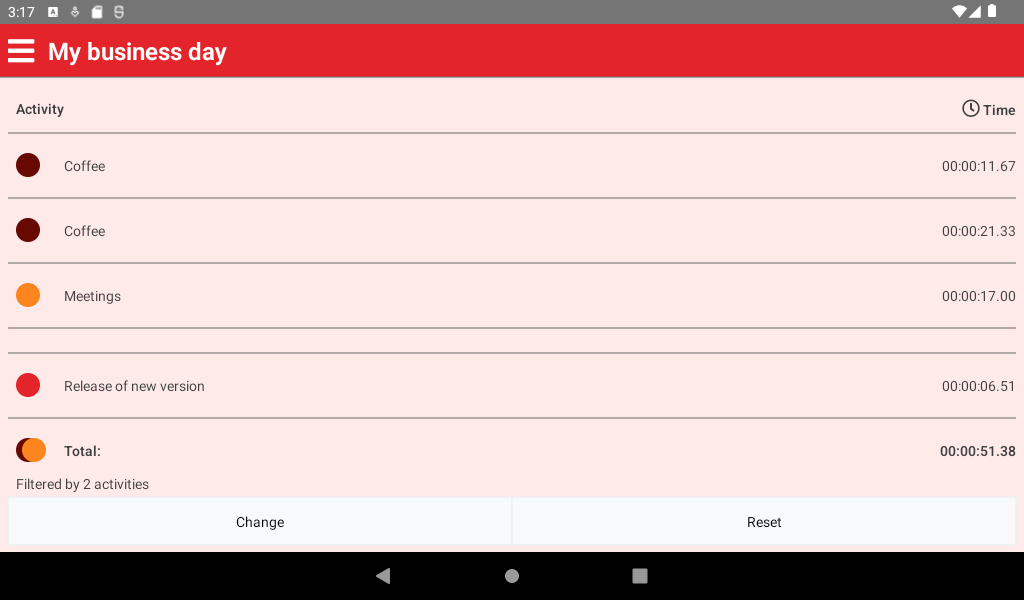 3:17
My business day
Activity Time
Coffee 00:00:11.67
Coffee 00:00:21.33
Meetings 00:00:17.00
Release of new version 00:00:06.51
Total: 00:00:51.38
Filtered by 2 activities
Change Reset